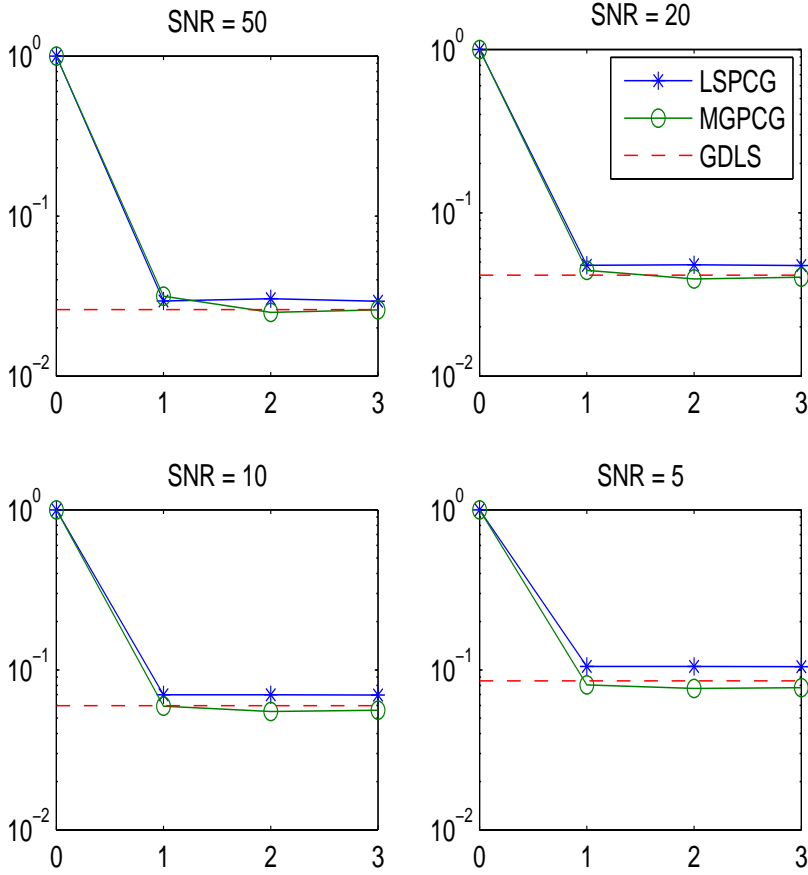 SNR = 50
10^0
10^-1
10^-2
0 1 2 3
SNR = 20
10^0
10^-1
10^-2
0 1 2 3
LSPCG
MGPCG
GDLS
SNR = 10
10^0
10^-1
10^-2
0 1 2 3
SNR = 5
10^0
10^-1
10^-2
0 1 2 3